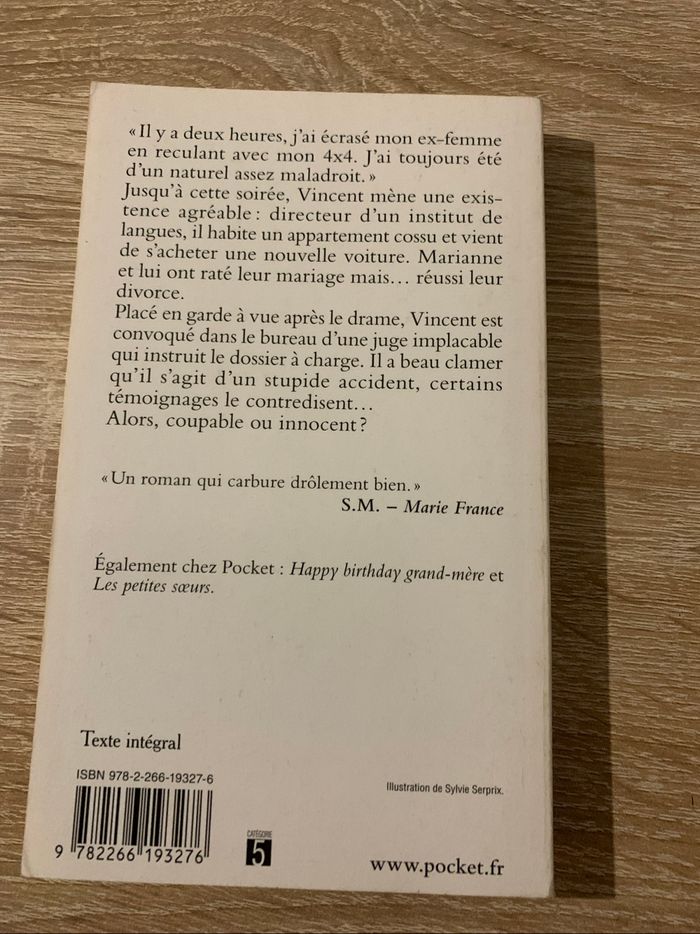 « Il y a deux heures, j'ai écrasé mon ex-femme
en reculant avec mon 4x4. J'ai toujours été
d'un naturel assez maladroit. »
Jusqu'à cette soirée, Vincent mène une exis-
tence agréable : directeur d'un institut de
langues, il habite un appartement cossu et vient
de s'acheter une nouvelle voiture. Marianne
et lui ont raté leur mariage mais... réussi leur
divorce.
Placé en garde à vue après le drame, Vincent est
convoqué dans le bureau d'une juge implacable
qui instruit le dossier à charge. Il a beau clamer
qu'il s'agit d'un stupide accident, certains
témoignages le contredisent...
Alors, coupable ou innocent ?
« Un roman qui carbure drôlement bien. »
S.M. – Marie France
Également chez Pocket : Happy birthday grand-mère et
Les petites sœurs.
Texte intégral
ISBN 978-2-266-19327-6
Illustration de Sylvie Serprix.
9 782266 193276
CATÉGORIE
5
www.pocket.fr